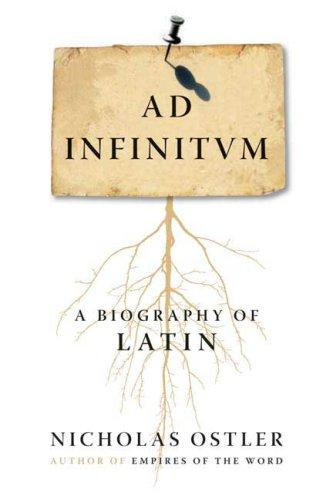 AD
INFINITVM
A BIOGRAPHY OF
LATIN
NICHOLAS OSTLER
AUTHOR OF EMPIRES OF THE WORD